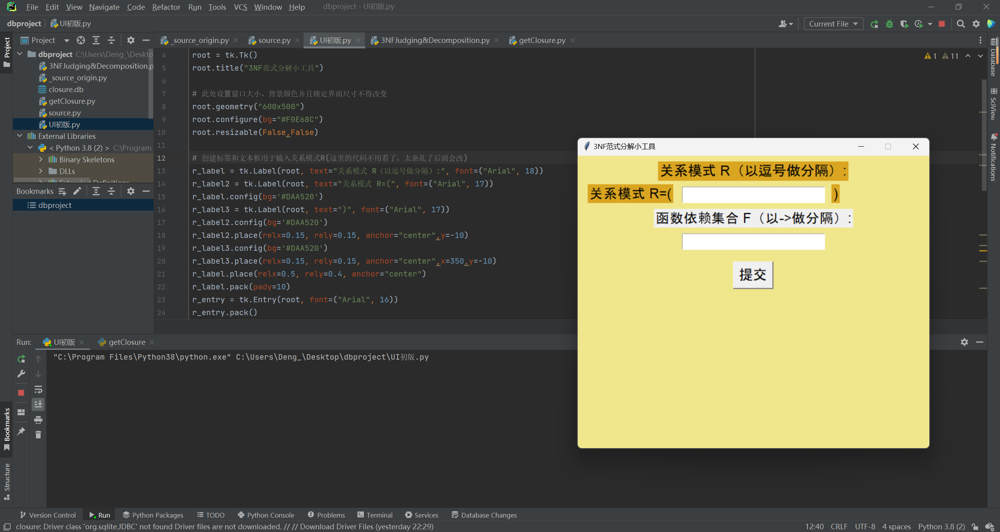 File Edit View Navigate Code Refactor Run Tools VCS Window Help dbproject - UI初版.py
dbproject UI初版.py
Current File
Project
_source_origin.py source.py UI初版.py 3NFJudging&Decomposition.py getClosure.py
dbproject C:\Users\Deng_\Deskto
3NFJudging&Decomposition.p
_source_origin.py
closure.db
getClosure.py
source.py
UI初版.py
External Libraries
< Python 3.8 (2) > C:\Program
Binary Skeletons
DLLs
Extended Definitions
Bookmarks
dbproject
Project
Bookmarks
Structure
1 11
4 root = tk.Tk()
5 root.title("3NF范式分解小工具")
6
7 # 此处设置窗口大小、背景颜色并且锁定界面尺寸不得改变
8 root.geometry("600x500")
9 root.configure(bg="#F0E68C")
10 root.resizable(False,False)
11
12 # 创建标签和文本框用于输入关系模式R(这里的代码不用看了，太杂乱了后面会改)
13 r_label = tk.Label(root, text="关系模式 R（以逗号做分隔）:", font=("Arial", 18))
14 r_label2 = tk.Label(root, text="关系模式 R=(", font=("Arial", 17))
15 r_label.config(bg='#DAA520')
16 r_label3 = tk.Label(root, text=")", font=("Arial", 17))
17 r_label2.config(bg='#DAA520')
18 r_label2.place(relx=0.15, rely=0.15, anchor="center",y=-10)
19 r_label3.config(bg='#DAA520')
20 r_label3.place(relx=0.15, rely=0.15, anchor="center",x=350,y=-10)
21 r_label.place(relx=0.5, rely=0.4, anchor="center")
22 r_label.pack(pady=10)
23 r_entry = tk.Entry(root, font=("Arial", 16))
24 r_entry.pack()
3NF范式分解小工具
关系模式 R（以逗号做分隔）:
关系模式 R=( )
函数依赖集合 F（以->做分隔）:
提交
Database
SciView
Notifications
Run: UI初版 getClosure
"C:\Program Files\Python38\python.exe" C:\Users\Deng_\Desktop\dbproject\UI初版.py
Version Control Run Python Packages TODO Python Console Problems Terminal Services Database Changes
closure: Driver class 'org.sqlite.JDBC' not found Driver files are not downloaded. // // Download Driver Files (yesterday 22:29) 12:40 CRLF UTF-8 4 spaces Python 3.8 (2)